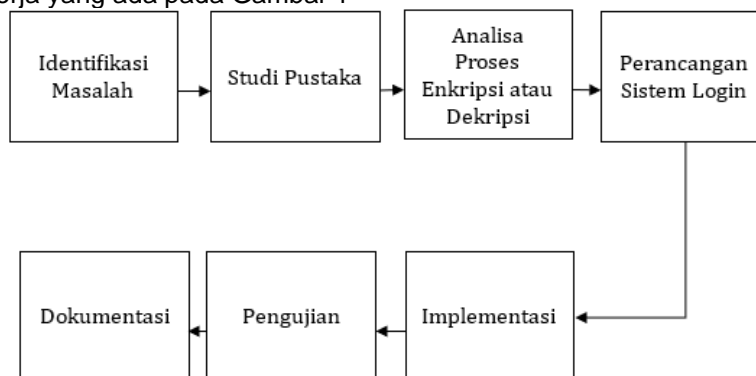 kerja yang ada pada Gambar 1
Identifikasi
Masalah
Studi Pustaka
Analisa
Proses
Enkripsi atau
Dekripsi
Perancangan
Sistem Login
Implementasi
Pengujian
Dokumentasi